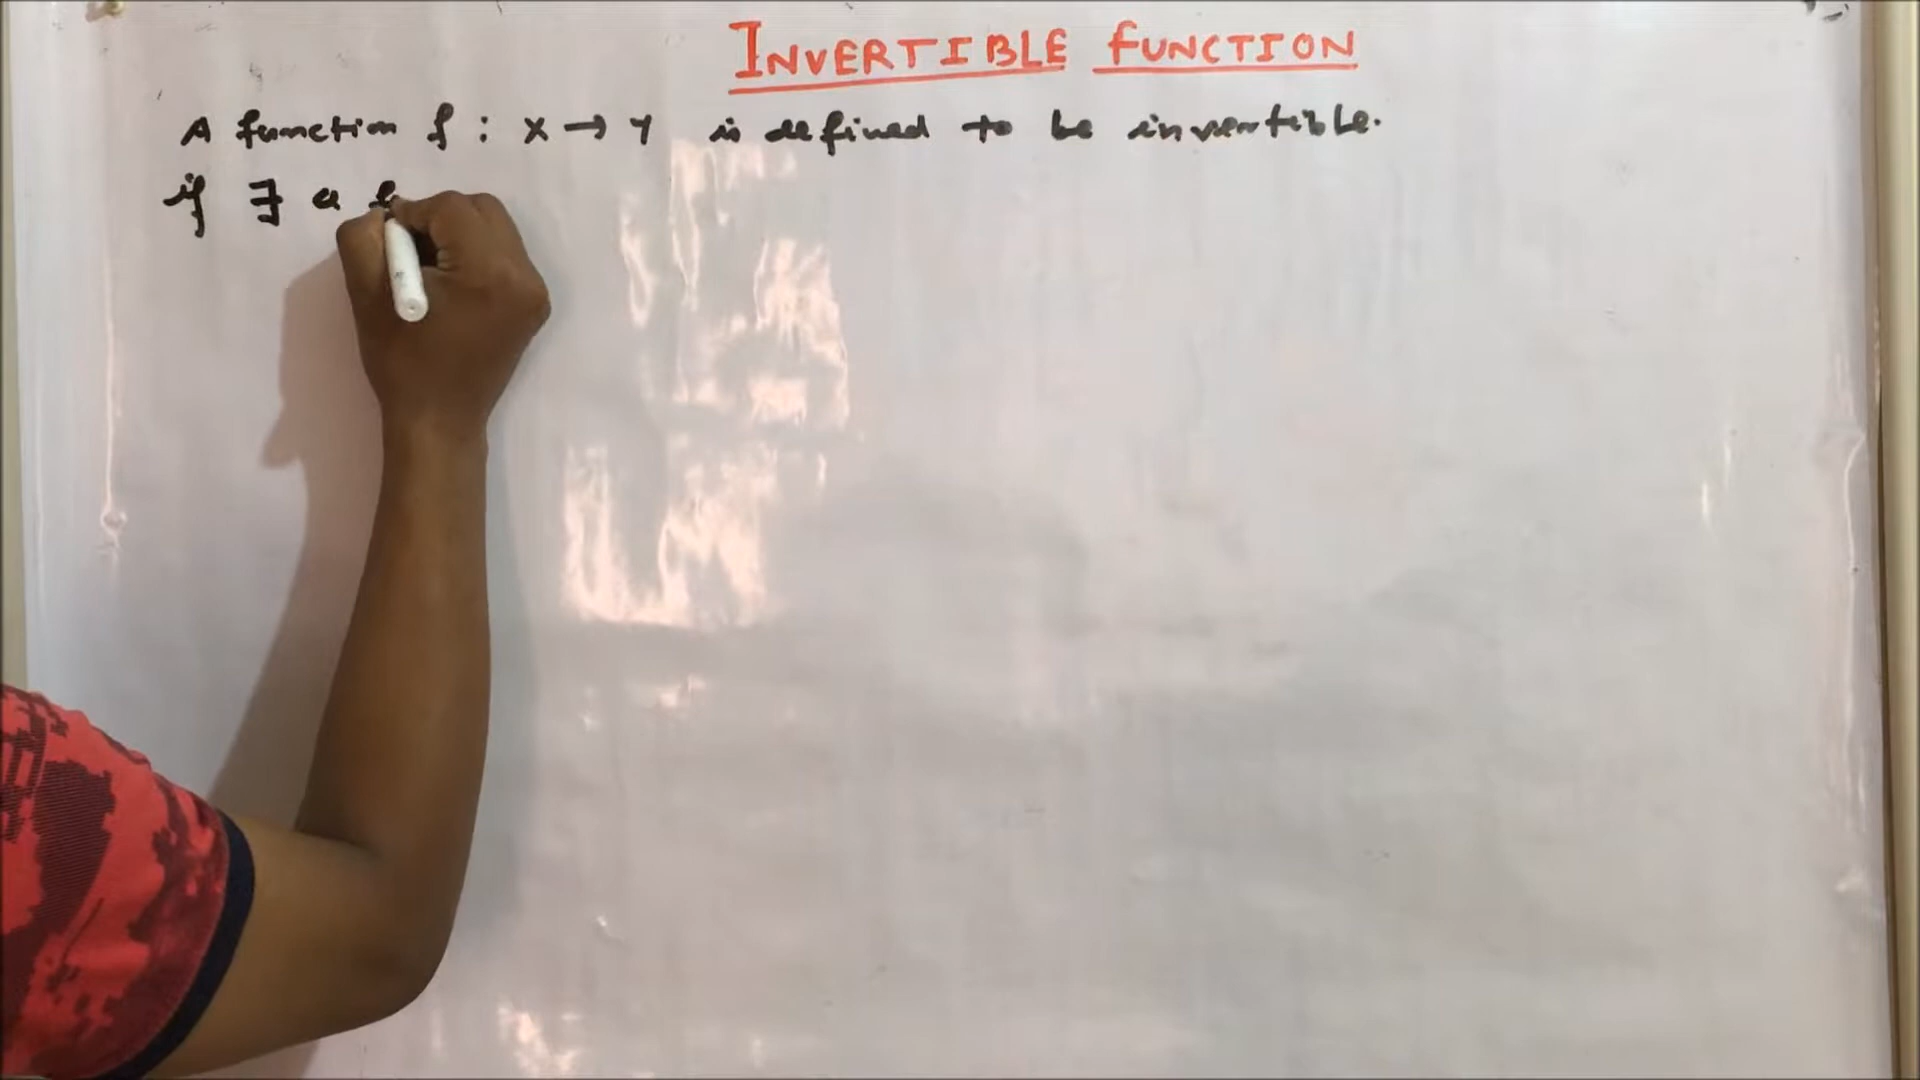 INVERTIBLE FUNCTION
A function f : X → Y is defined to be invertible.
if ∃ a f